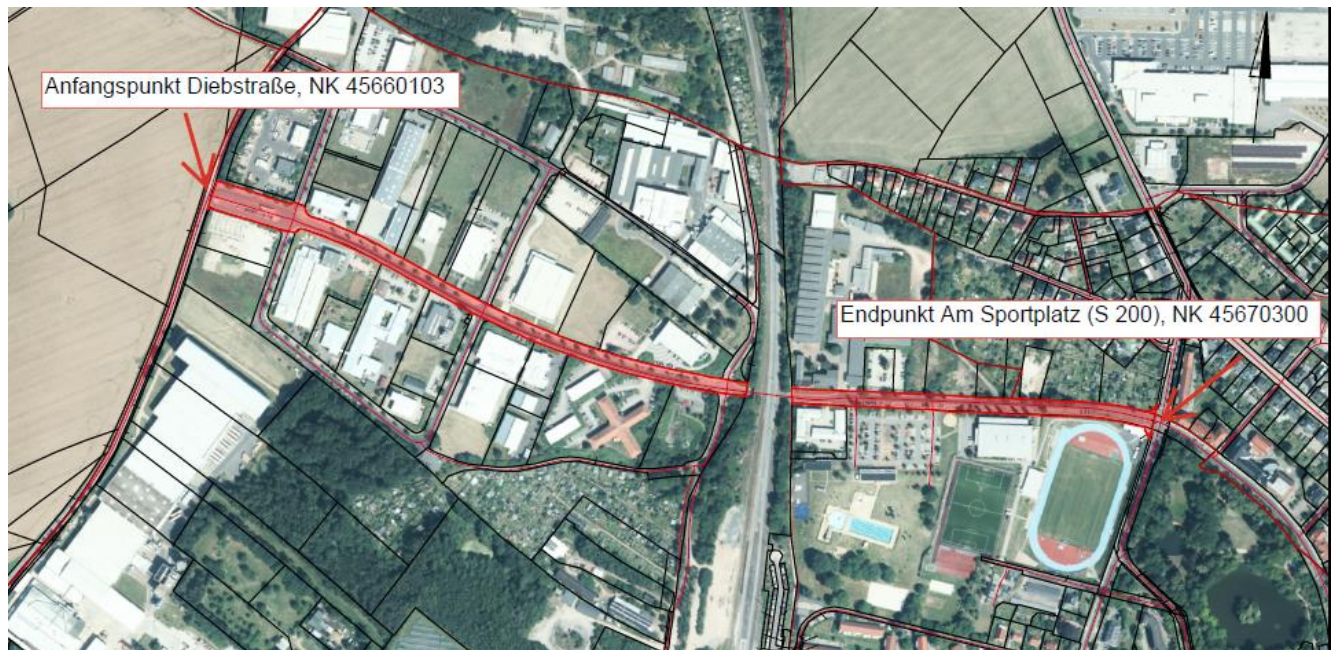 Anfangspunkt Diebstraße, NK 45660103
Endpunkt Am Sportplatz (S 200), NK 45670300